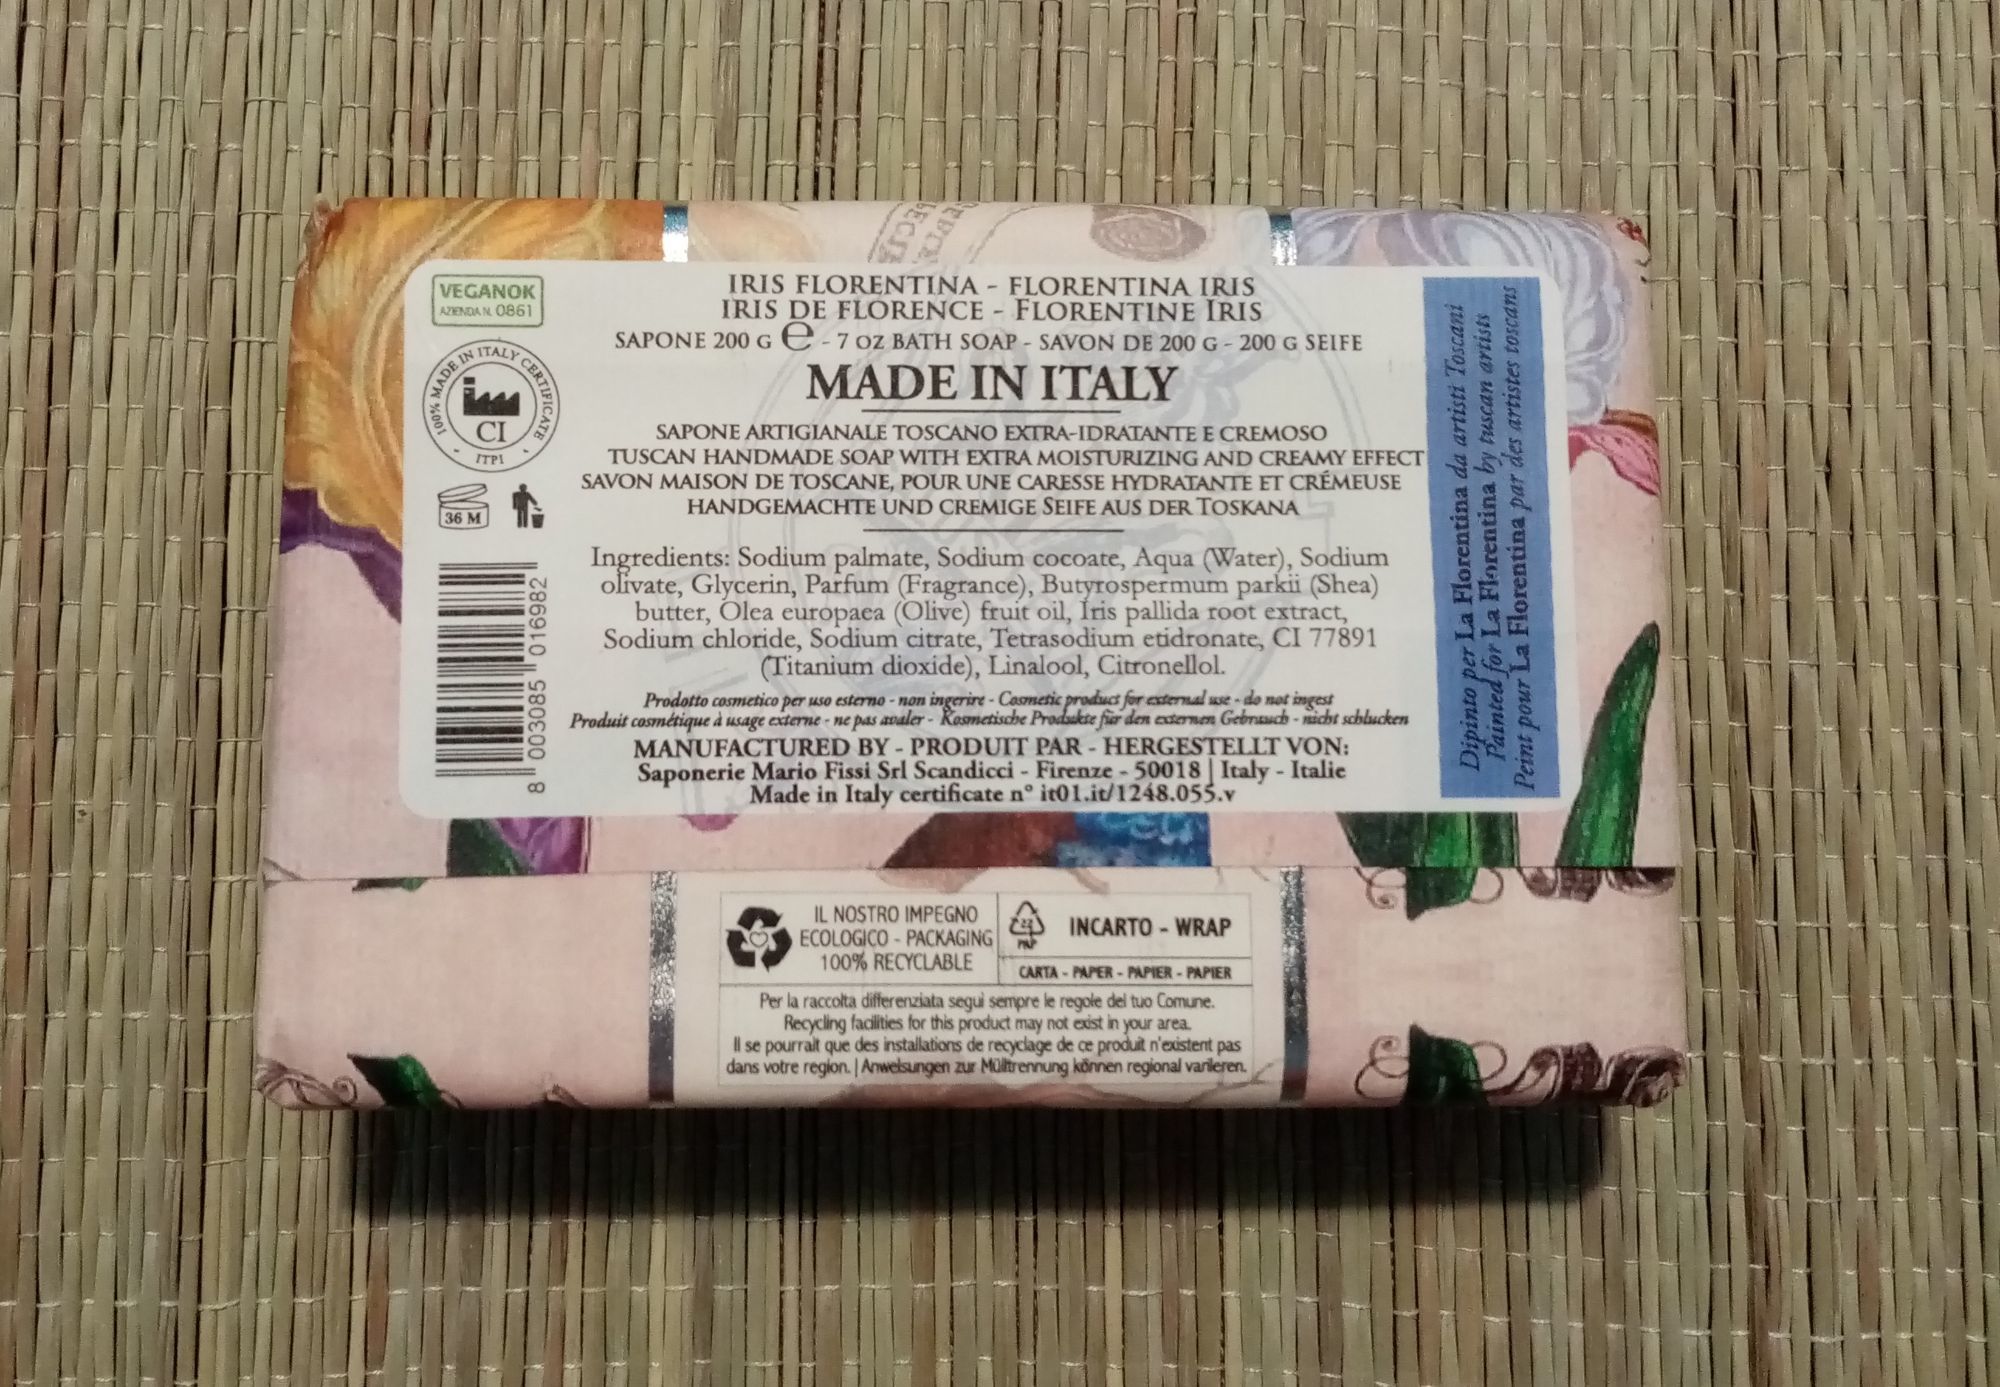 VEGANOK
AZIENDA N. 0861
100% MADE IN ITALY CERTIFICATE
CI
ITPI
36 M
8 003085 016982
IRIS FLORENTINA - FLORENTINA IRIS
IRIS DE FLORENCE - FLORENTINE IRIS
SAPONE 200 G ℮ - 7 OZ BATH SOAP - SAVON DE 200 G - 200 G SEIFE
MADE IN ITALY
SAPONE ARTIGIANALE TOSCANO EXTRA-IDRATANTE E CREMOSO
TUSCAN HANDMADE SOAP WITH EXTRA MOISTURIZING AND CREAMY EFFECT
SAVON MAISON DE TOSCANE, POUR UNE CARESSE HYDRATANTE ET CRÉMEUSE
HANDGEMACHTE UND CREMIGE SEIFE AUS DER TOSKANA
Ingredients: Sodium palmate, Sodium cocoate, Aqua (Water), Sodium
olivate, Glycerin, Parfum (Fragrance), Butyrospermum parkii (Shea)
butter, Olea europaea (Olive) fruit oil, Iris pallida root extract,
Sodium chloride, Sodium citrate, Tetrasodium etidronate, CI 77891
(Titanium dioxide), Linalool, Citronellol.
Prodotto cosmetico per uso esterno - non ingerire - Cosmetic product for external use - do not ingest
Produit cosmétique à usage externe - ne pas avaler - Kosmetische Produkte für den externen Gebrauch - nicht schlucken
MANUFACTURED BY - PRODUIT PAR - HERGESTELLT VON:
Saponerie Mario Fissi Srl Scandicci - Firenze - 50018 | Italy - Italie
Made in Italy certificate n° it01.it/1248.055.v
Dipinto per La Florentina da artisti Toscani
Painted for La Florentina by tuscan artists
Peint pour La Florentina par des artistes toscans
IL NOSTRO IMPEGNO
ECOLOGICO - PACKAGING
100% RECYCLABLE
22
PAP
INCARTO - WRAP
CARTA - PAPER - PAPIER - PAPIER
Per la raccolta differenziata segui sempre le regole del tuo Comune.
Recycling facilities for this product may not exist in your area.
Il se pourrait que des installations de recyclage de ce produit n'existent pas
dans votre region. | Anweisungen zur Mülltrennung können regional variieren.